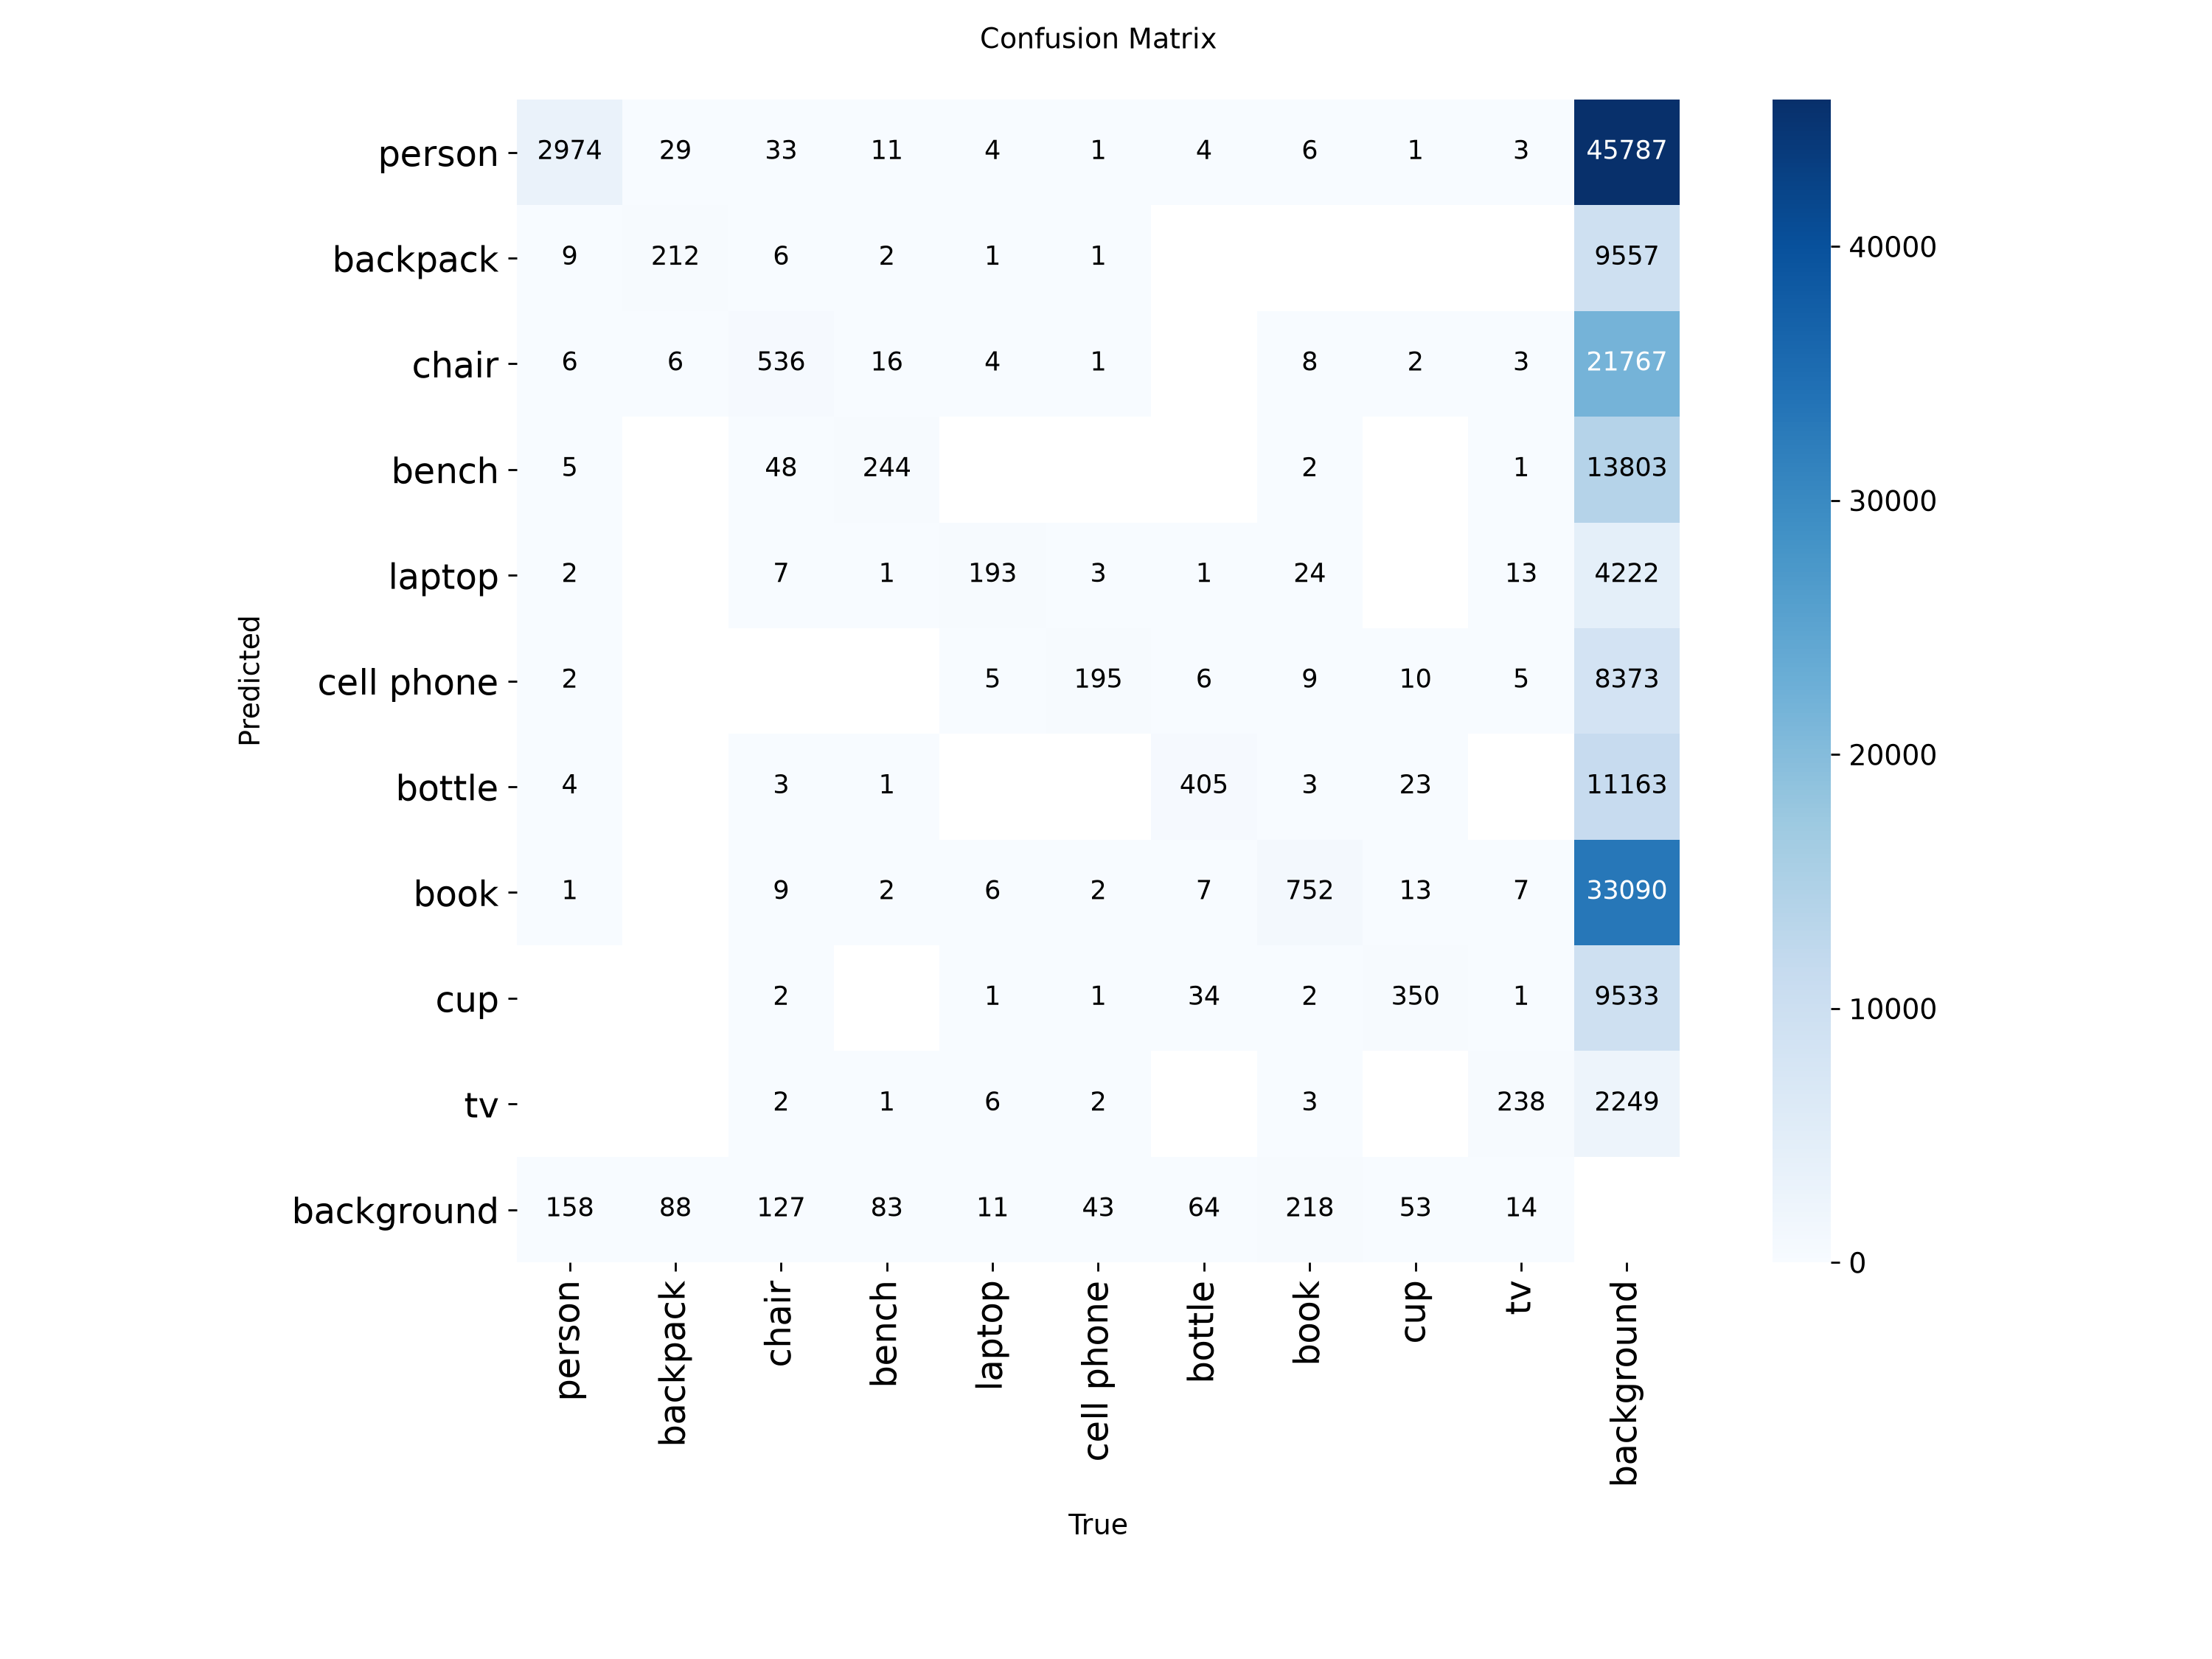 Confusion Matrix
person 2974 29 33 11 4 1 4 6 1 3 45787
backpack 9 212 6 2 1 1 9557
chair 6 6 536 16 4 1 8 2 3 21767
bench 5 48 244 2 1 13803
laptop 2 7 1 193 3 1 24 13 4222
cell phone 2 5 195 6 9 10 5 8373
bottle 4 3 1 405 3 23 11163
book 1 9 2 6 2 7 752 13 7 33090
cup 2 1 1 34 2 350 1 9533
tv 2 1 6 2 3 238 2249
background 158 88 127 83 11 43 64 218 53 14
person backpack chair bench laptop cell phone bottle book cup tv background
Predicted
True
40000
30000
20000
10000
0